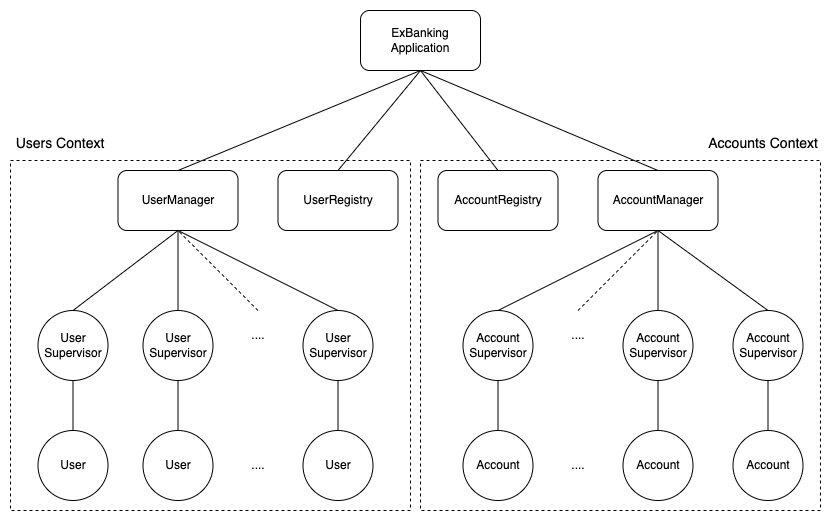 ExBanking
Application
Users Context
Accounts Context
UserManager
UserRegistry
AccountRegistry
AccountManager
User
Supervisor
User
Supervisor
....
User
Supervisor
Account
Supervisor
....
Account
Supervisor
Account
Supervisor
User
User
....
User
Account
....
Account
Account